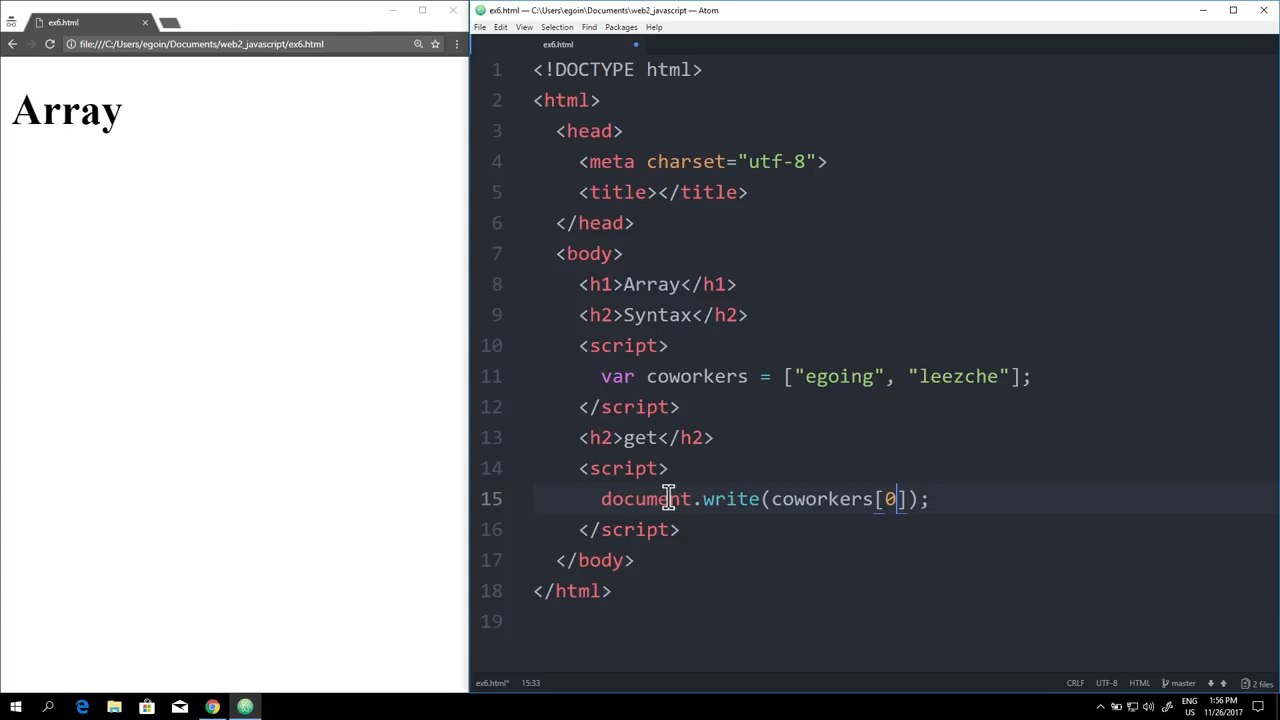 ex6.html
file:///C:/Users/egoin/Documents/web2_javascript/ex6.html
Array
ex6.html — C:\Users\egoin\Documents\web2_javascript — Atom
File Edit View Selection Find Packages Help
ex6.html
1 <!DOCTYPE html>
2 <html>
3 <head>
4 <meta charset="utf-8">
5 <title></title>
6 </head>
7 <body>
8 <h1>Array</h1>
9 <h2>Syntax</h2>
10 <script>
11 var coworkers = ["egoing", "leezche"];
12 </script>
13 <h2>get</h2>
14 <script>
15 document.write(coworkers[0]);
16 </script>
17 </body>
18 </html>
19
ex6.html* 15:33 CRLF UTF-8 HTML master 2 files
ENG 1:56 PM
US 11/26/2017